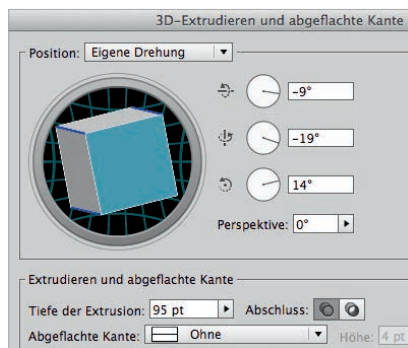 3D-Extrudieren und abgeflachte Kante
Position: Eigene Drehung
-9°
-19°
14°
Perspektive: 0°
Extrudieren und abgeflachte Kante
Tiefe der Extrusion: 95 pt Abschluss:
Abgeflachte Kante: Ohne Höhe: 4 pt